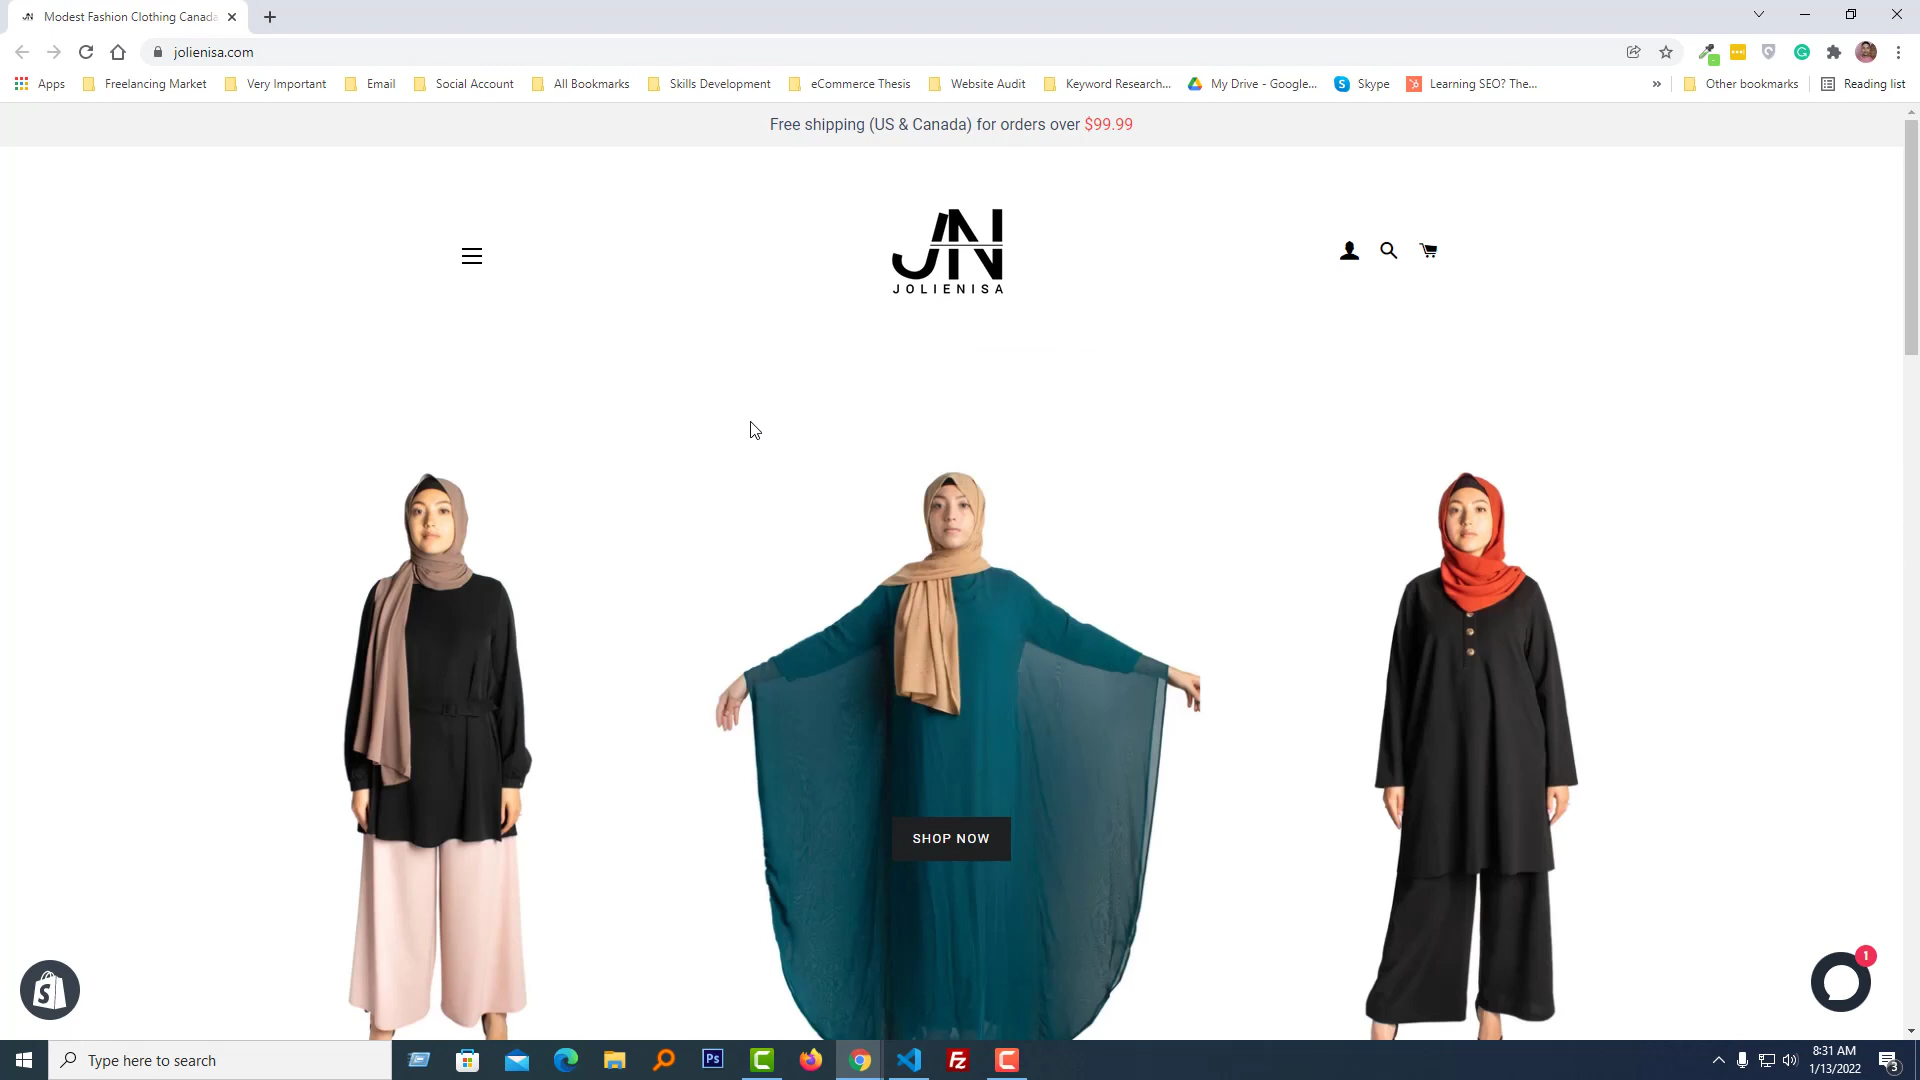 Modest Fashion Clothing Canada
jolienisa.com
Apps Freelancing Market Very Important Email Social Account All Bookmarks Skills Development eCommerce Thesis Website Audit Keyword Research... My Drive - Google... Skype Learning SEO? The... » Other bookmarks Reading list
Free shipping (US & Canada) for orders over $99.99
JN
JOLIENISA
SHOP NOW
1
Type here to search
Ps
Fz
8:31 AM
1/13/2022
3